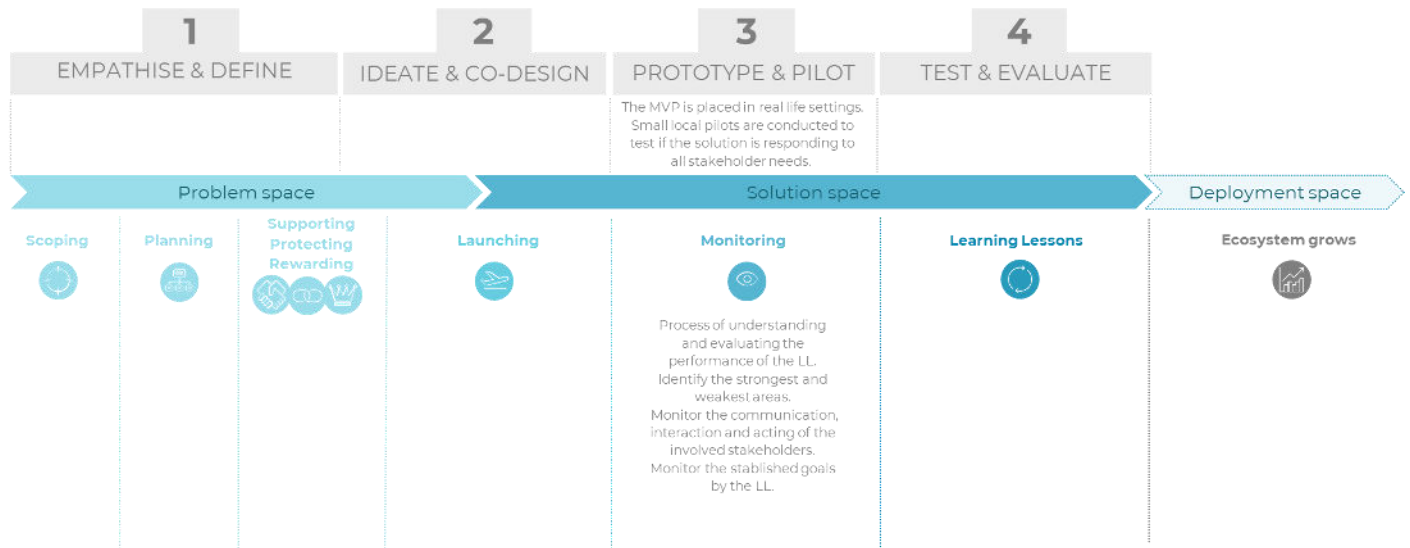 1
EMPATHISE & DEFINE
2
IDEATE & CO-DESIGN
3
PROTOTYPE & PILOT
4
TEST & EVALUATE
The MVP is placed in real life settings.
Small local pilots are conducted to
test if the solution is responding to
all stakeholder needs.
Problem space
Solution space
Deployment space
Scoping
Planning
Supporting
Protecting
Rewarding
Launching
Monitoring
Learning Lessons
Ecosystem grows
Process of understanding
and evaluating the
performance of the LL.
Identify the strongest and
weakest areas.
Monitor the communication,
interaction and acting of the
involved stakeholders.
Monitor the stablished goals
by the LL.